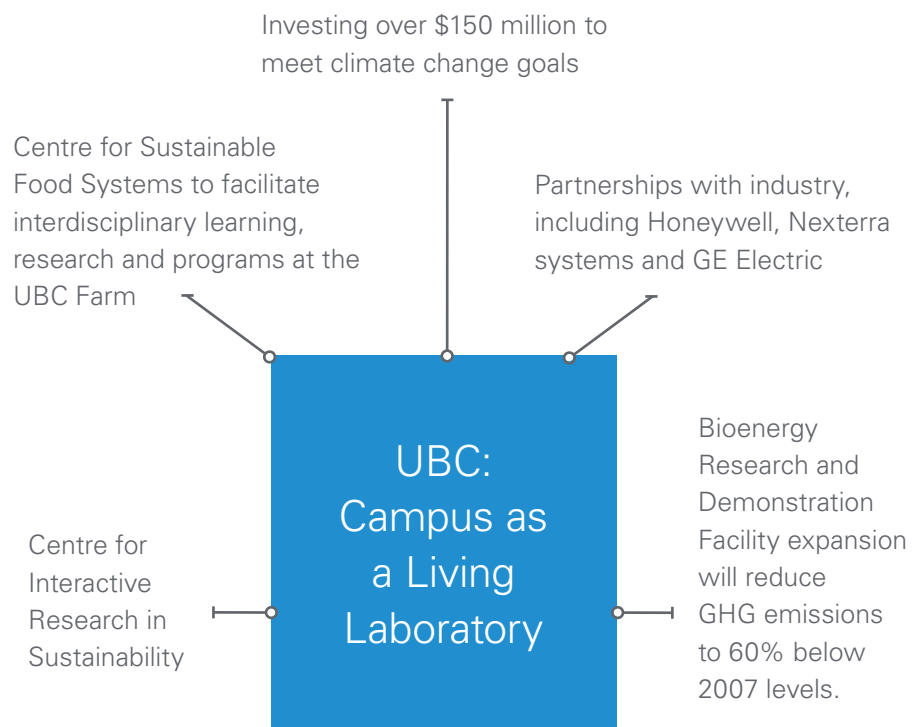 Investing over $150 million to
meet climate change goals
Centre for Sustainable
Food Systems to facilitate
interdisciplinary learning,
research and programs at the
UBC Farm
Partnerships with industry,
including Honeywell, Nexterra
systems and GE Electric
UBC:
Campus as
a Living
Laboratory
Centre for
Interactive
Research in
Sustainability
Bioenergy
Research and
Demonstration
Facility expansion
will reduce
GHG emissions
to 60% below
2007 levels.